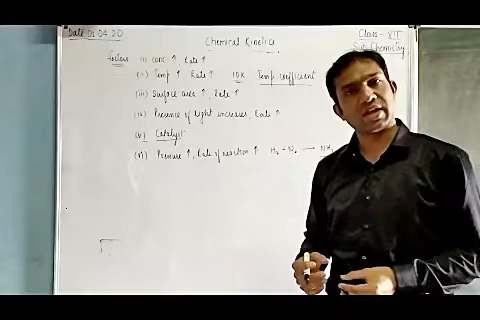 Date 01.04.20
Chemical Kinetics
Class - XII
Sub: Chemistry
factors (i) conc. ↑, Rate ↑
(ii) Temp ↑, Rate ↑ 10K Temp coefficient
(iii) Surface area ↑, Rate ↑
(iv) Presence of light increases, Rate ↑
(v) Catalyst
(vi) Pressure ↑, Rate of reaction ↑ H₂ + N₂ ⟶